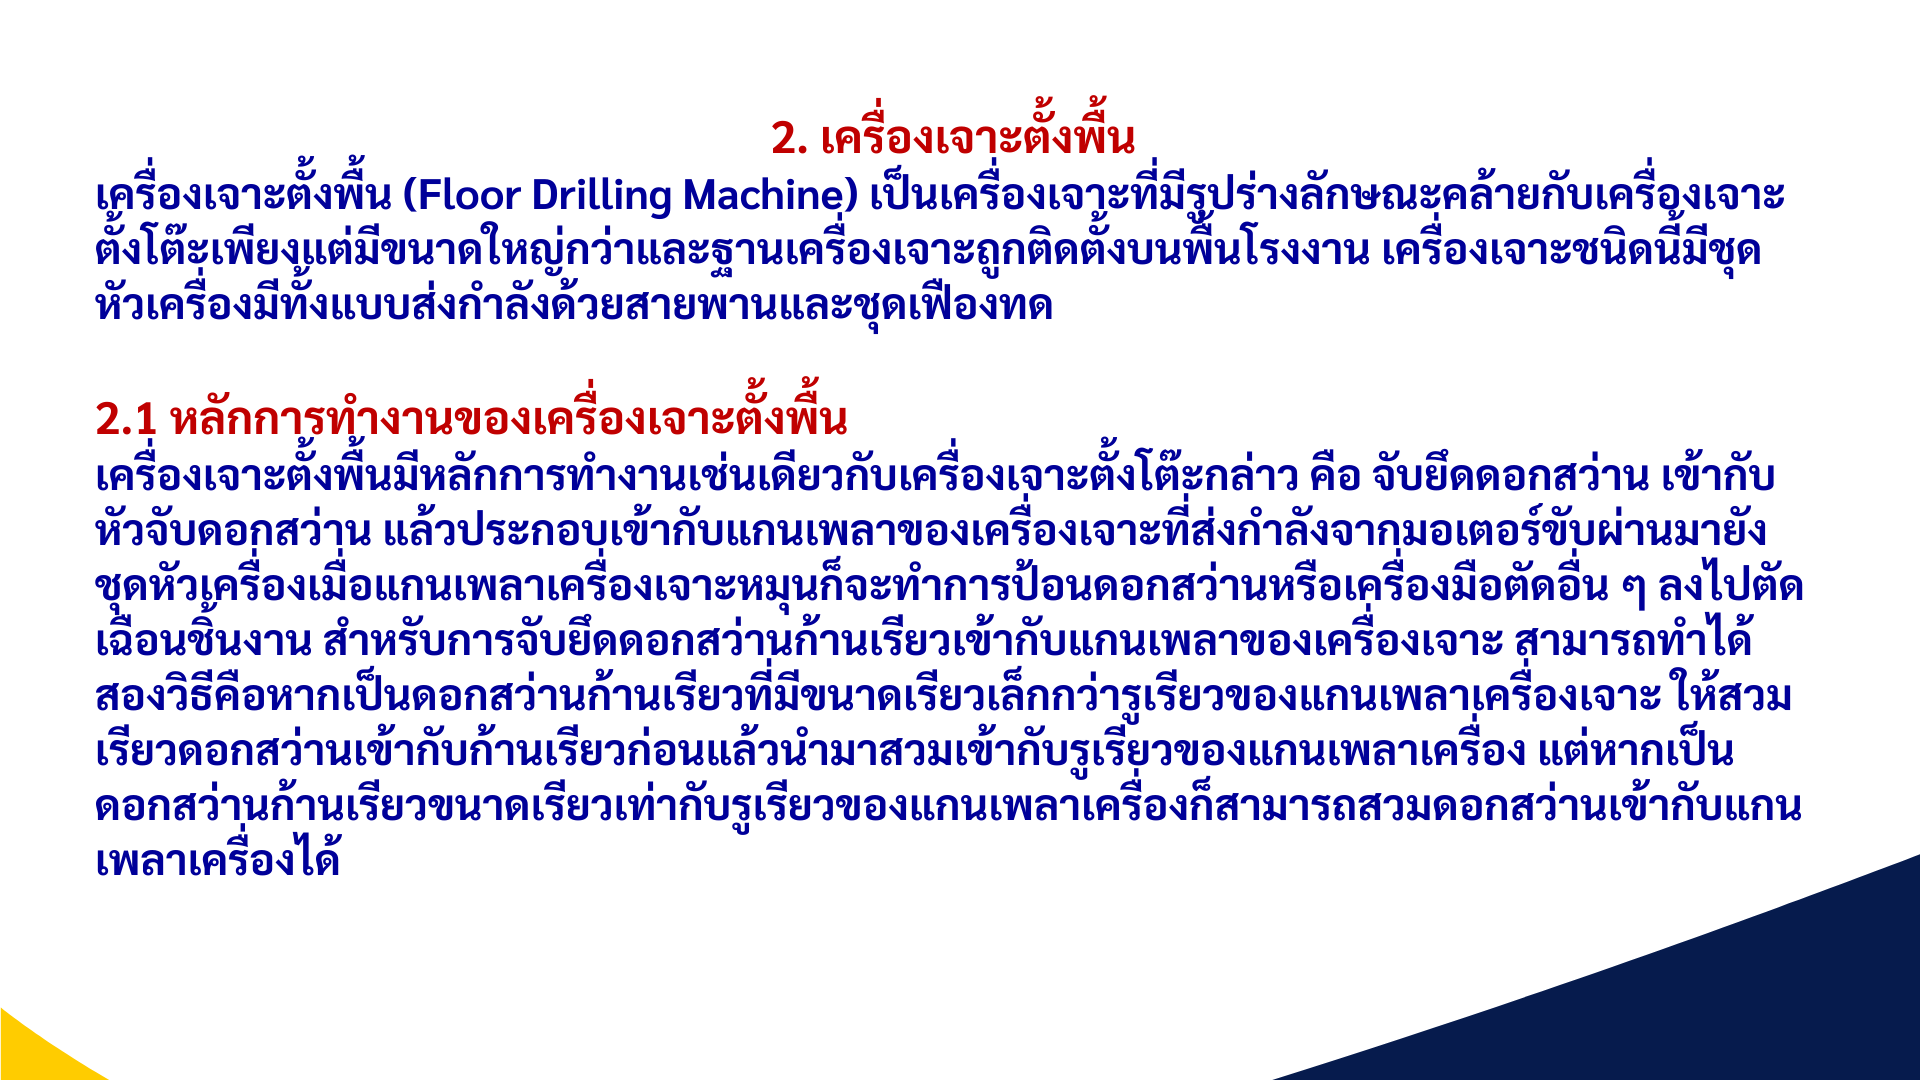 2. เครื่องเจาะตั้งพื้น
เครื่องเจาะตั้งพื้น (Floor Drilling Machine) เป็นเครื่องเจาะที่มีรูปร่างลักษณะคล้ายกับเครื่องเจาะ
ตั้งโต๊ะเพียงแต่มีขนาดใหญ่กว่าและฐานเครื่องเจาะถูกติดตั้งบนพื้นโรงงาน เครื่องเจาะชนิดนี้มีชุด
หัวเครื่องมีทั้งแบบส่งกำลังด้วยสายพานและชุดเฟืองทด
2.1 หลักการทำงานของเครื่องเจาะตั้งพื้น
เครื่องเจาะตั้งพื้นมีหลักการทำงานเช่นเดียวกับเครื่องเจาะตั้งโต๊ะกล่าว คือ จับยึดดอกสว่าน เข้ากับ
หัวจับดอกสว่าน แล้วประกอบเข้ากับแกนเพลาของเครื่องเจาะที่ส่งกำลังจากมอเตอร์ขับผ่านมายัง
ชุดหัวเครื่องเมื่อแกนเพลาเครื่องเจาะหมุนก็จะทำการป้อนดอกสว่านหรือเครื่องมือตัดอื่น ๆ ลงไปตัด
เฉือนชิ้นงาน สำหรับการจับยึดดอกสว่านก้านเรียวเข้ากับแกนเพลาของเครื่องเจาะ สามารถทำได้
สองวิธีคือหากเป็นดอกสว่านก้านเรียวที่มีขนาดเรียวเล็กกว่ารูเรียวของแกนเพลาเครื่องเจาะ ให้สวม
เรียวดอกสว่านเข้ากับก้านเรียวก่อนแล้วนำมาสวมเข้ากับรูเรียวของแกนเพลาเครื่อง แต่หากเป็น
ดอกสว่านก้านเรียวขนาดเรียวเท่ากับรูเรียวของแกนเพลาเครื่องก็สามารถสวมดอกสว่านเข้ากับแกน
เพลาเครื่องได้